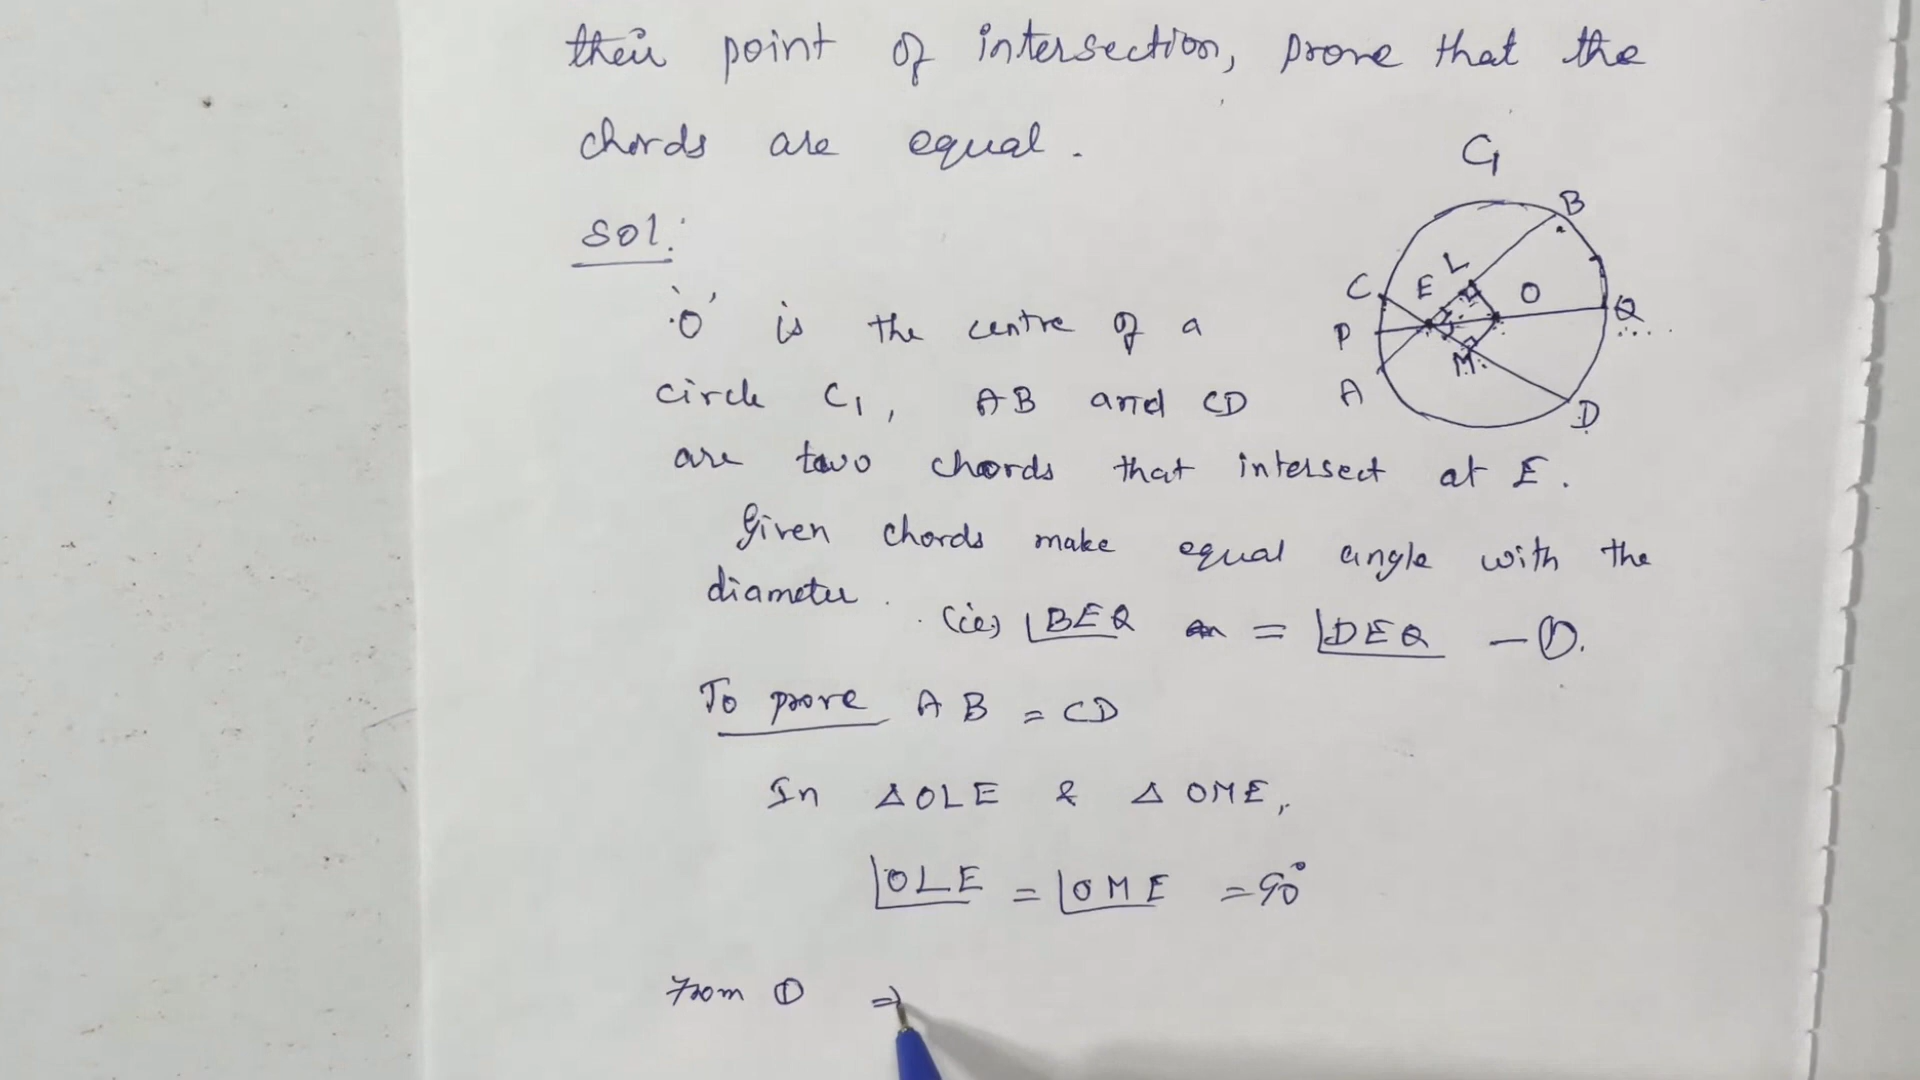 their point of intersection, prove that the
chords are equal.
C1
sol:
B
L
C
E
O
Q
P
M
A
D
'O' is the centre of a
circle C1, AB and CD
are two chords that intersect at E.
Given chords make equal angle with the
diameter.
(ie) ∠BEQ = ∠DEQ — ①.
To prove AB = CD
In △OLE & △OME,
∠OLE = ∠OME = 90°
From ① ⇒